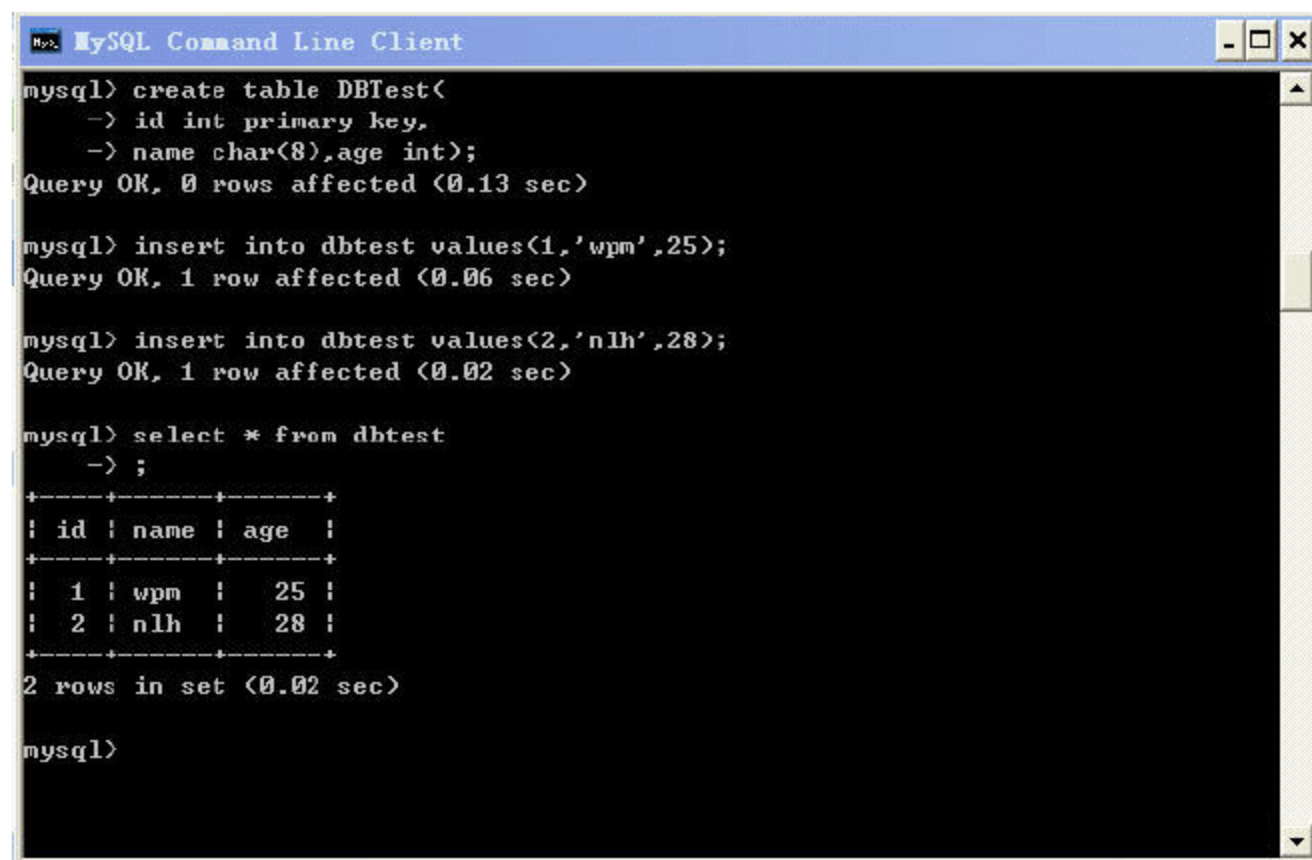 MySQL Command Line Client
mysql> create table DBTest(
    -> id int primary key,
    -> name char(8),age int);
Query OK, 0 rows affected (0.13 sec)
mysql> insert into dbtest values(1,'wpm',25);
Query OK, 1 row affected (0.06 sec)
mysql> insert into dbtest values(2,'nlh',28);
Query OK, 1 row affected (0.02 sec)
mysql> select * from dbtest
    -> ;
+----+------+------+
| id | name | age  |
+----+------+------+
|  1 | wpm  |   25 |
|  2 | nlh  |   28 |
+----+------+------+
2 rows in set (0.02 sec)
mysql>